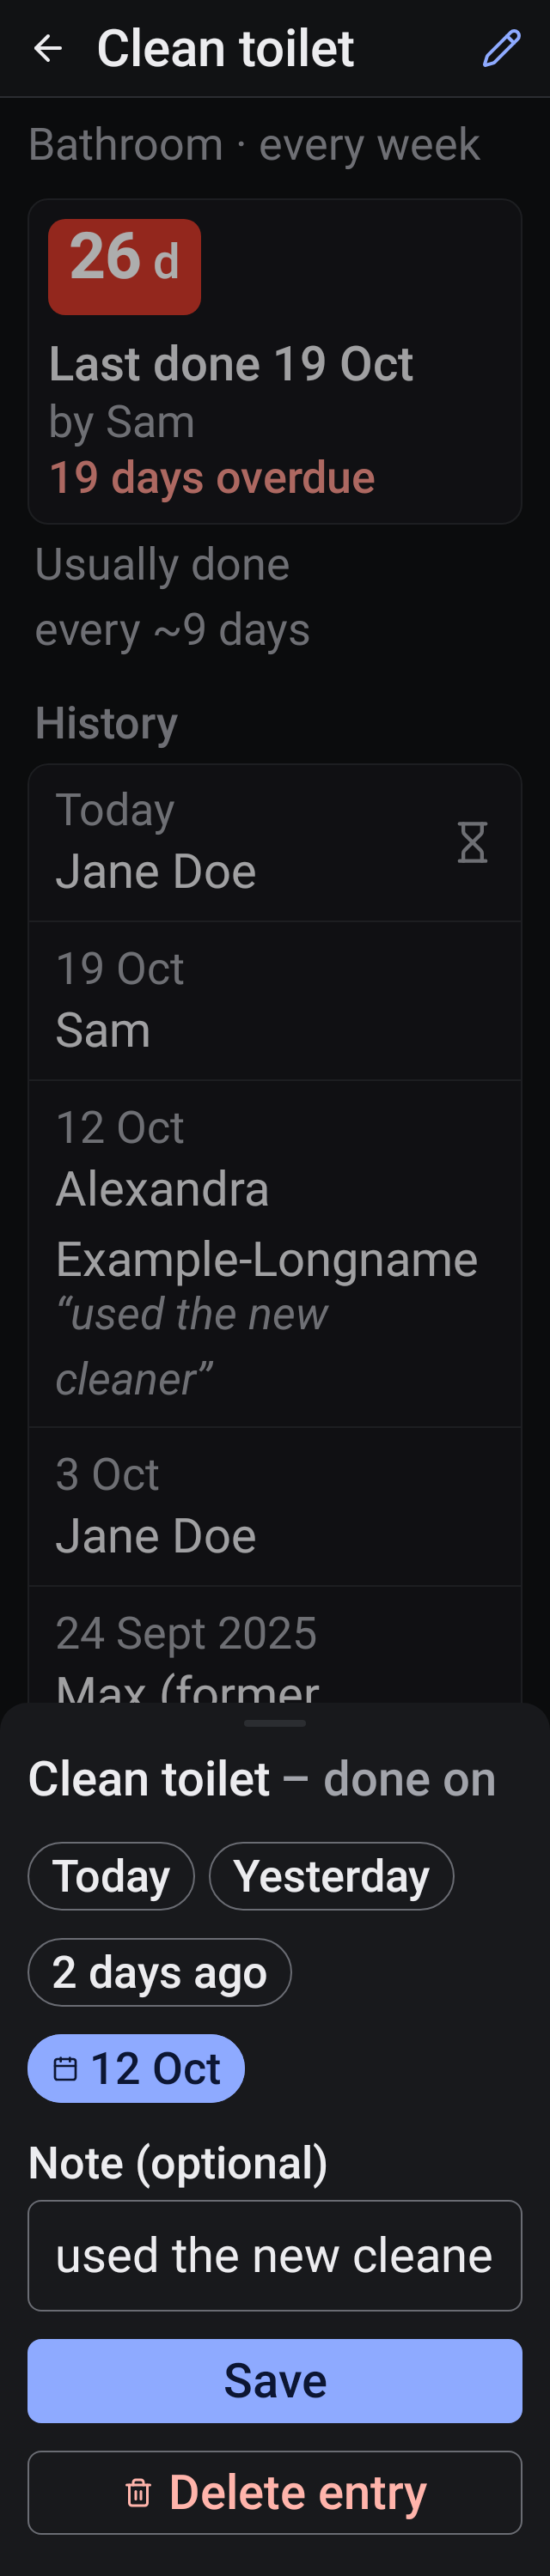 Clean toilet
Bathroom · every week
26 d
Last done 19 Oct
by Sam
19 days overdue
Usually done
every ~9 days
History
Today
Jane Doe
19 Oct
Sam
12 Oct
Alexandra
Example-Longname
“used the new
cleaner”
3 Oct
Jane Doe
24 Sept 2025
Max (former
Clean toilet – done on
Today
Yesterday
2 days ago
12 Oct
Note (optional)
used the new cleane
Save
Delete entry